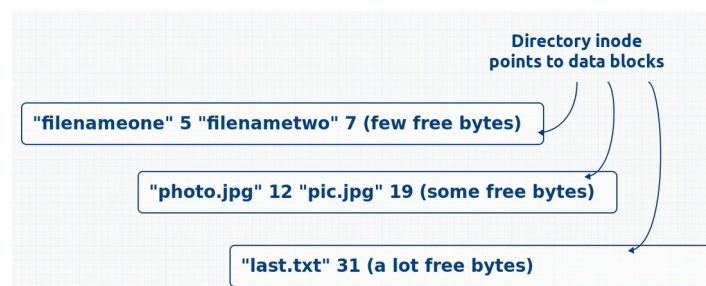 Directory inode
points to data blocks
"filenameone" 5 "filenametwo" 7 (few free bytes)
"photo.jpg" 12 "pic.jpg" 19 (some free bytes)
"last.txt" 31 (a lot free bytes)